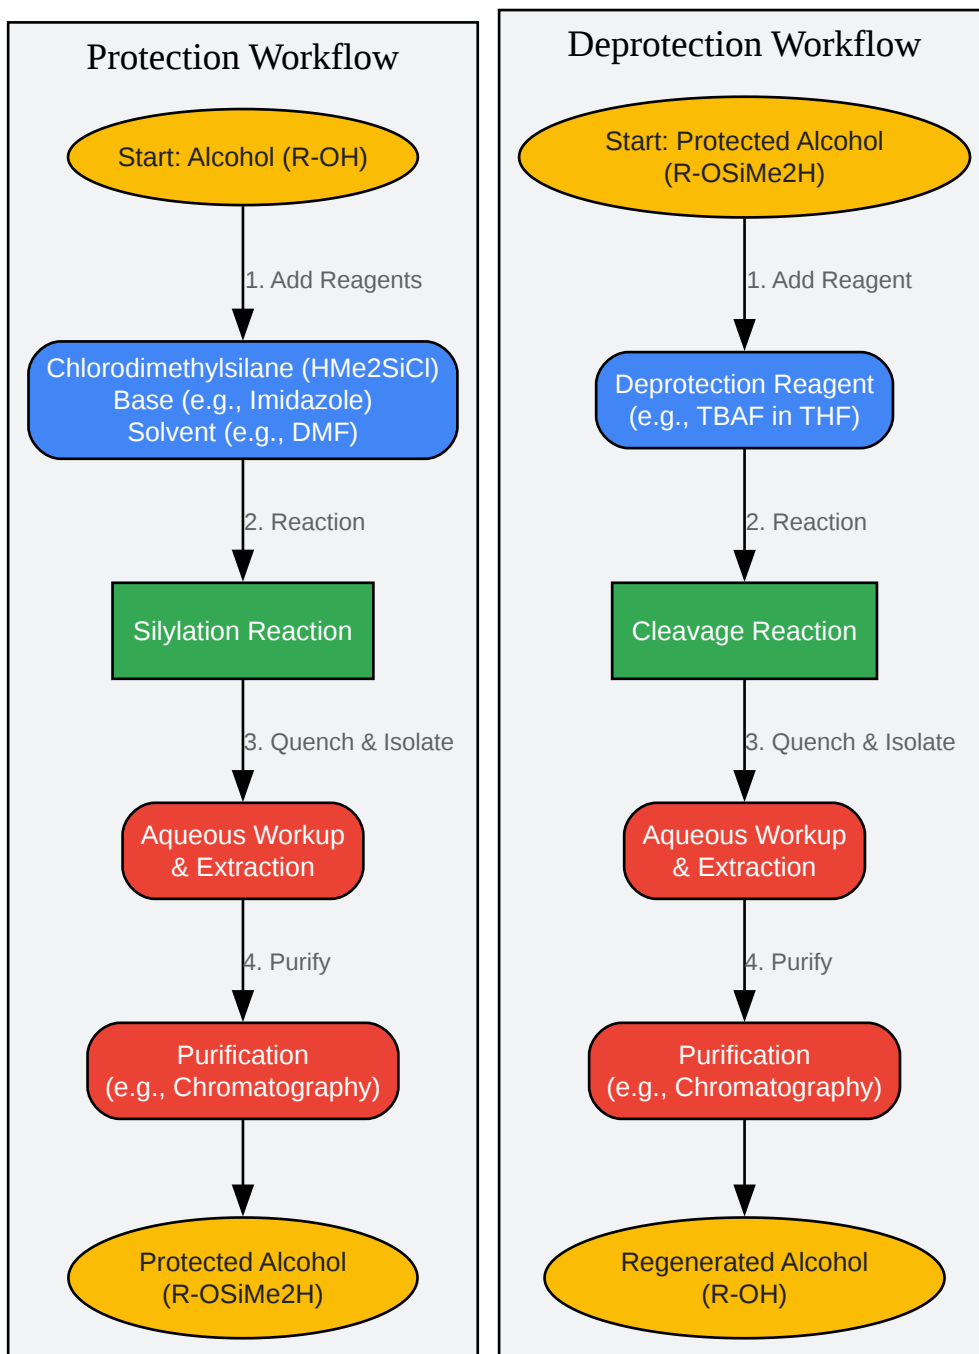 Protection Workflow
Start: Alcohol (R-OH)
1. Add Reagents
Chlorodimethylsilane (HMe2SiCl)
Base (e.g., Imidazole)
Solvent (e.g., DMF)
2. Reaction
Silylation Reaction
3. Quench & Isolate
Aqueous Workup
& Extraction
4. Purify
Purification
(e.g., Chromatography)
Protected Alcohol
(R-OSiMe2H)
Deprotection Workflow
Start: Protected Alcohol
(R-OSiMe2H)
1. Add Reagent
Deprotection Reagent
(e.g., TBAF in THF)
2. Reaction
Cleavage Reaction
3. Quench & Isolate
Aqueous Workup
& Extraction
4. Purify
Purification
(e.g., Chromatography)
Regenerated Alcohol
(R-OH)